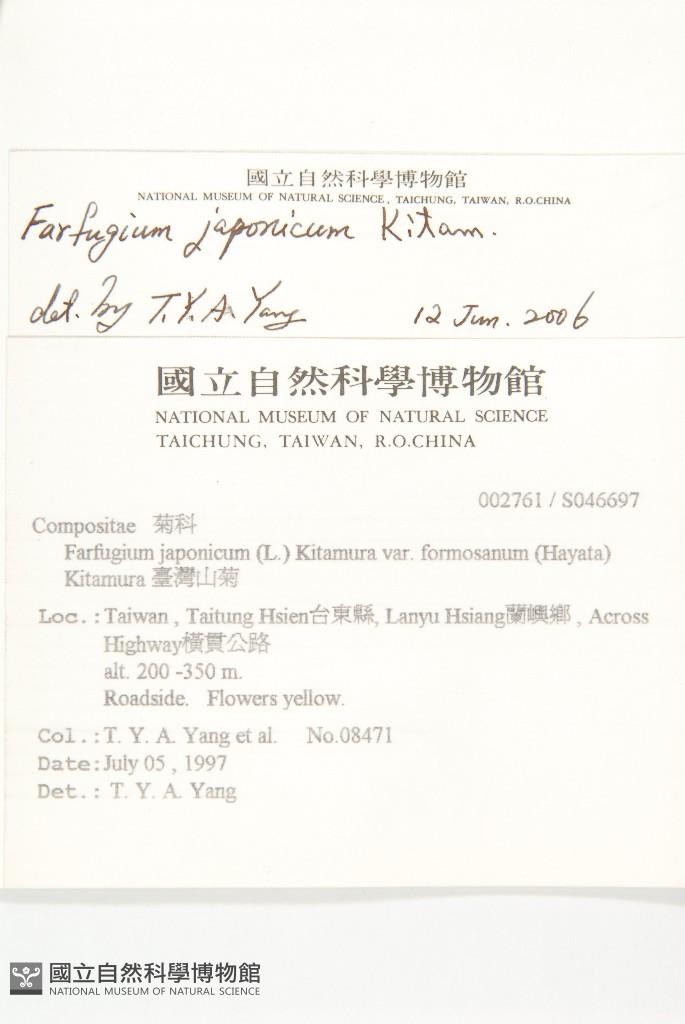 國立自然科學博物館
NATIONAL MUSEUM OF NATURAL SCIENCE, TAICHUNG, TAIWAN, R.O.CHINA
Farfugium japonicum Kitam.
det. by T. Y. A. Yang 12 Jun. 2006
國立自然科學博物館
NATIONAL MUSEUM OF NATURAL SCIENCE
TAICHUNG, TAIWAN, R.O.CHINA
002761 / S046697
Compositae 菊科
Farfugium japonicum (L.) Kitamura var. formosanum (Hayata)
Kitamura 臺灣山菊
Loc.:Taiwan , Taitung Hsien台東縣, Lanyu Hsiang蘭嶼鄉 , Across
Highway橫貫公路
alt. 200 -350 m.
Roadside. Flowers yellow.
Col.:T. Y. A. Yang et al. No.08471
Date:July 05 , 1997
Det.: T. Y. A. Yang
國立自然科學博物館
NATIONAL MUSEUM OF NATURAL SCIENCE